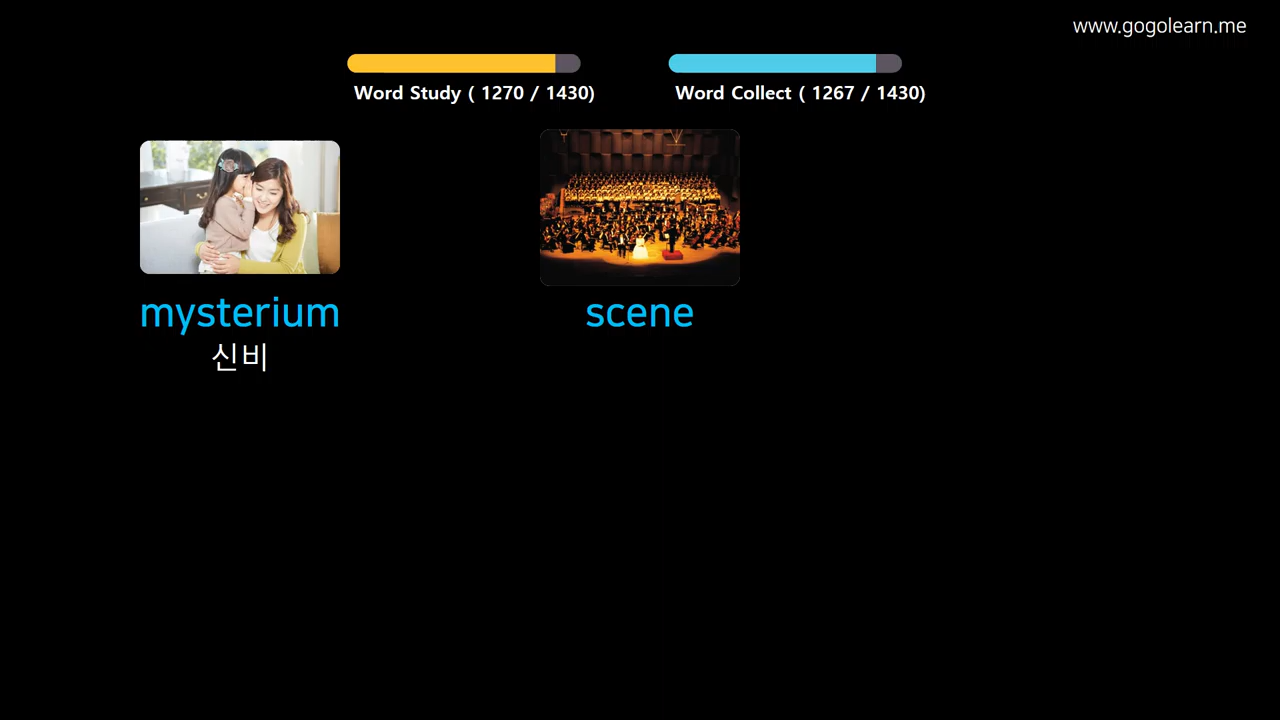 www.gogolearn.me
Word Study ( 1270 / 1430)
Word Collect ( 1267 / 1430)
mysterium
신비
scene